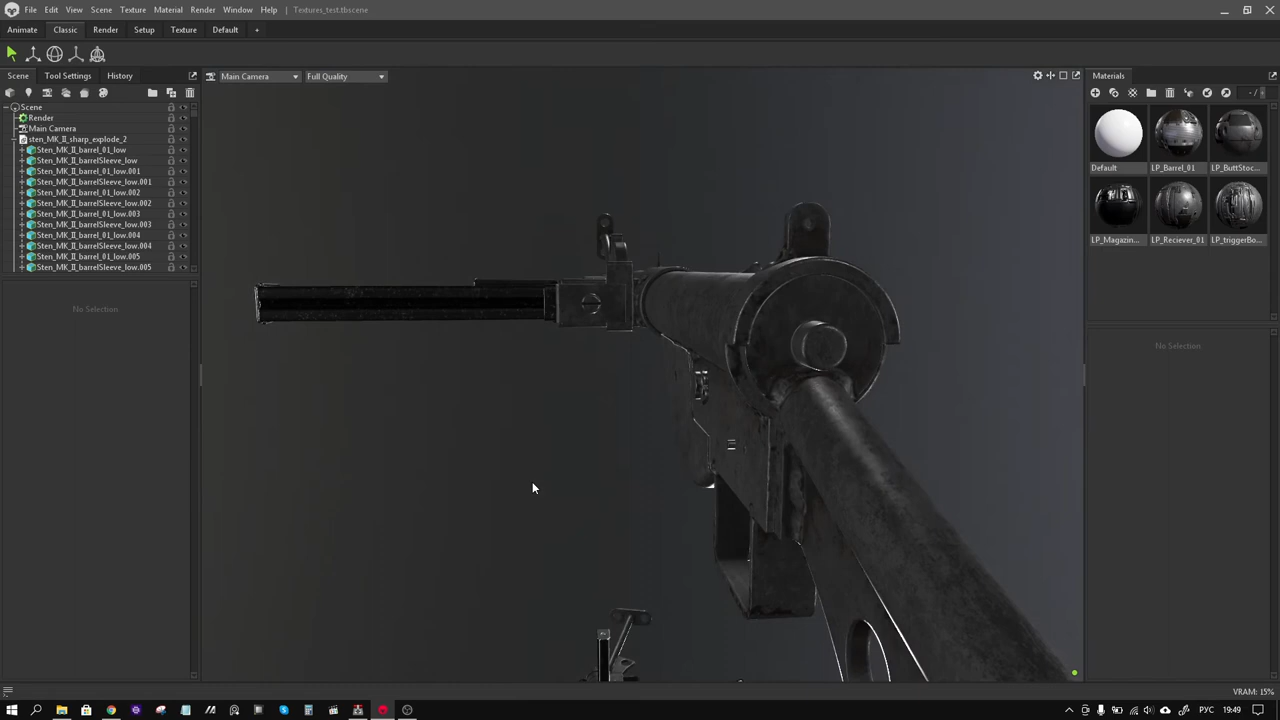 File Edit View Scene Texture Material Render Window Help Textures_test.tbscene
Animate Classic Render Setup Texture Default +
Scene Tool Settings History
Main Camera Full Quality
Materials
- /
Scene
Render
Main Camera
sten_MK_II_sharp_explode_2
Sten_MK_II_barrel_01_low
Sten_MK_II_barrelSleeve_low
Sten_MK_II_barrel_01_low.001
Sten_MK_II_barrelSleeve_low.001
Sten_MK_II_barrel_01_low.002
Sten_MK_II_barrelSleeve_low.002
Sten_MK_II_barrel_01_low.003
Sten_MK_II_barrelSleeve_low.003
Sten_MK_II_barrel_01_low.004
Sten_MK_II_barrelSleeve_low.004
Sten_MK_II_barrel_01_low.005
Sten_MK_II_barrelSleeve_low.005
No Selection
Default LP_Barrel_01 LP_ButtStoc...
LP_Magazin... LP_Reciever_01 LP_triggerBo...
No Selection
VRAM: 15%
РУС 19:49